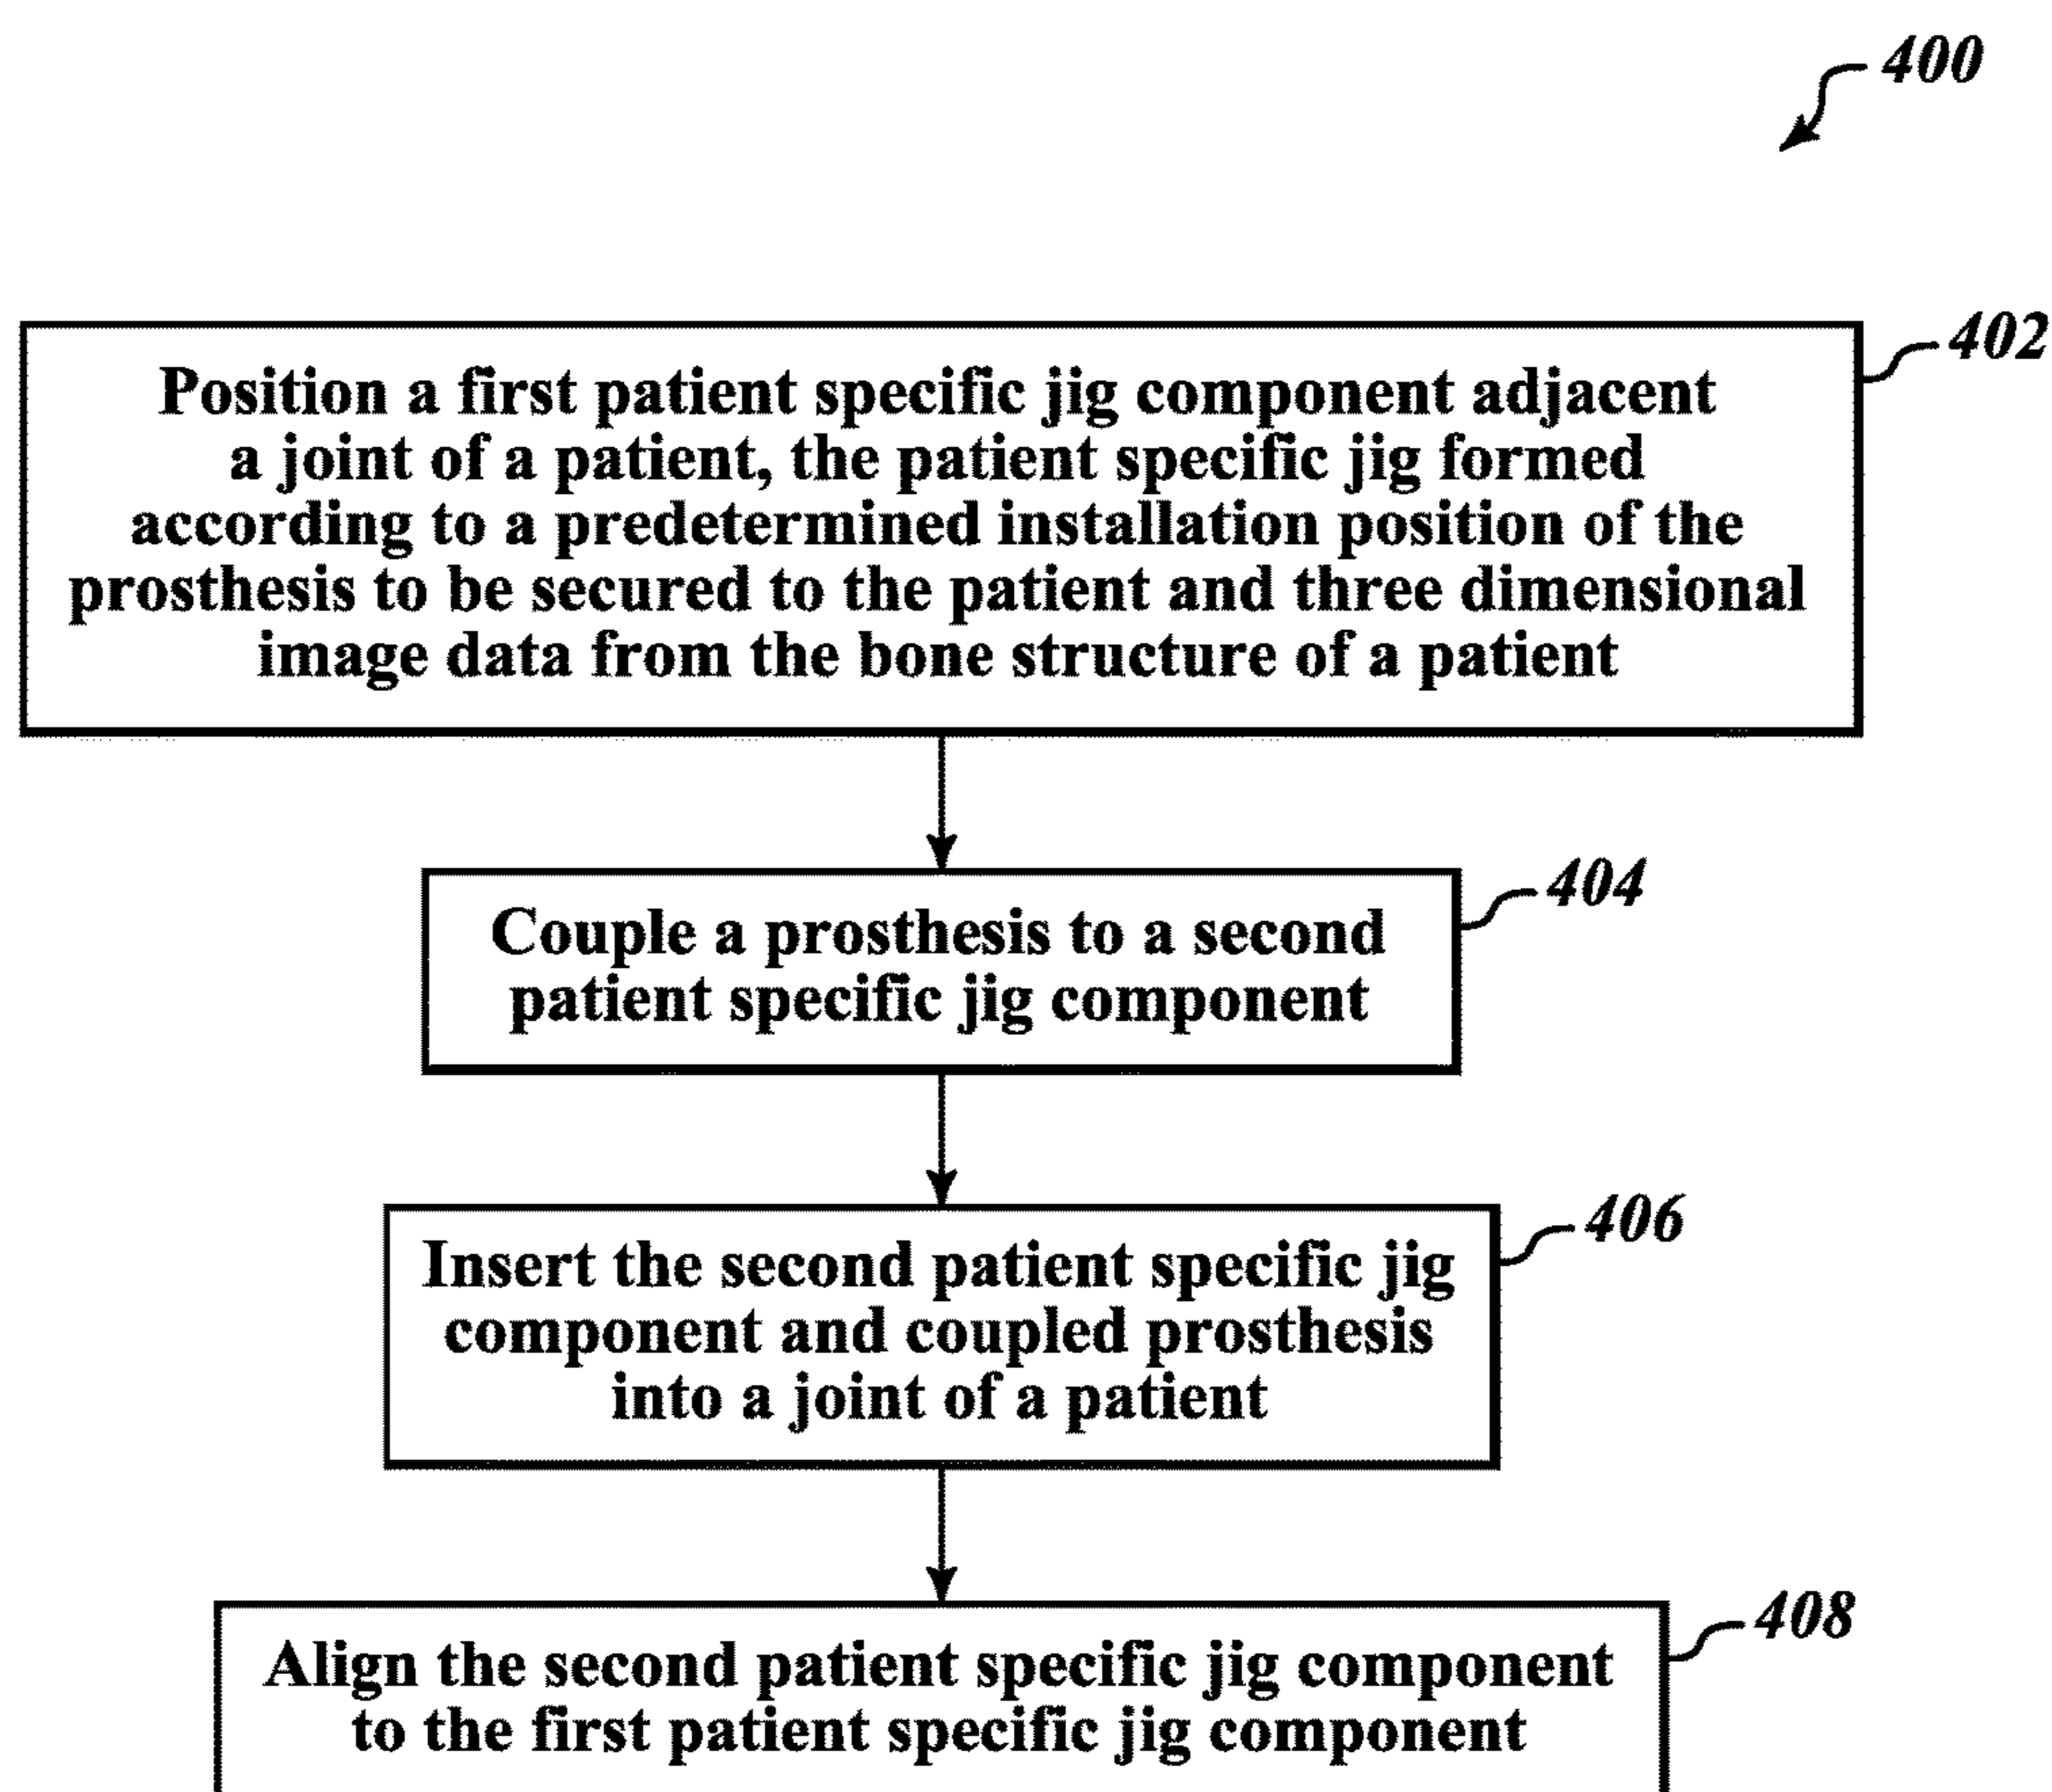 400
402
Position a first patient specific jig component adjacent
a joint of a patient, the patient specific jig formed
according to a predetermined installation position of the
prosthesis to be secured to the patient and three dimensional
image data from the bone structure of a patient
404
Couple a prosthesis to a second
patient specific jig component
406
Insert the second patient specific jig
component and coupled prosthesis
into a joint of a patient
408
Align the second patient specific jig component
to the first patient specific jig component